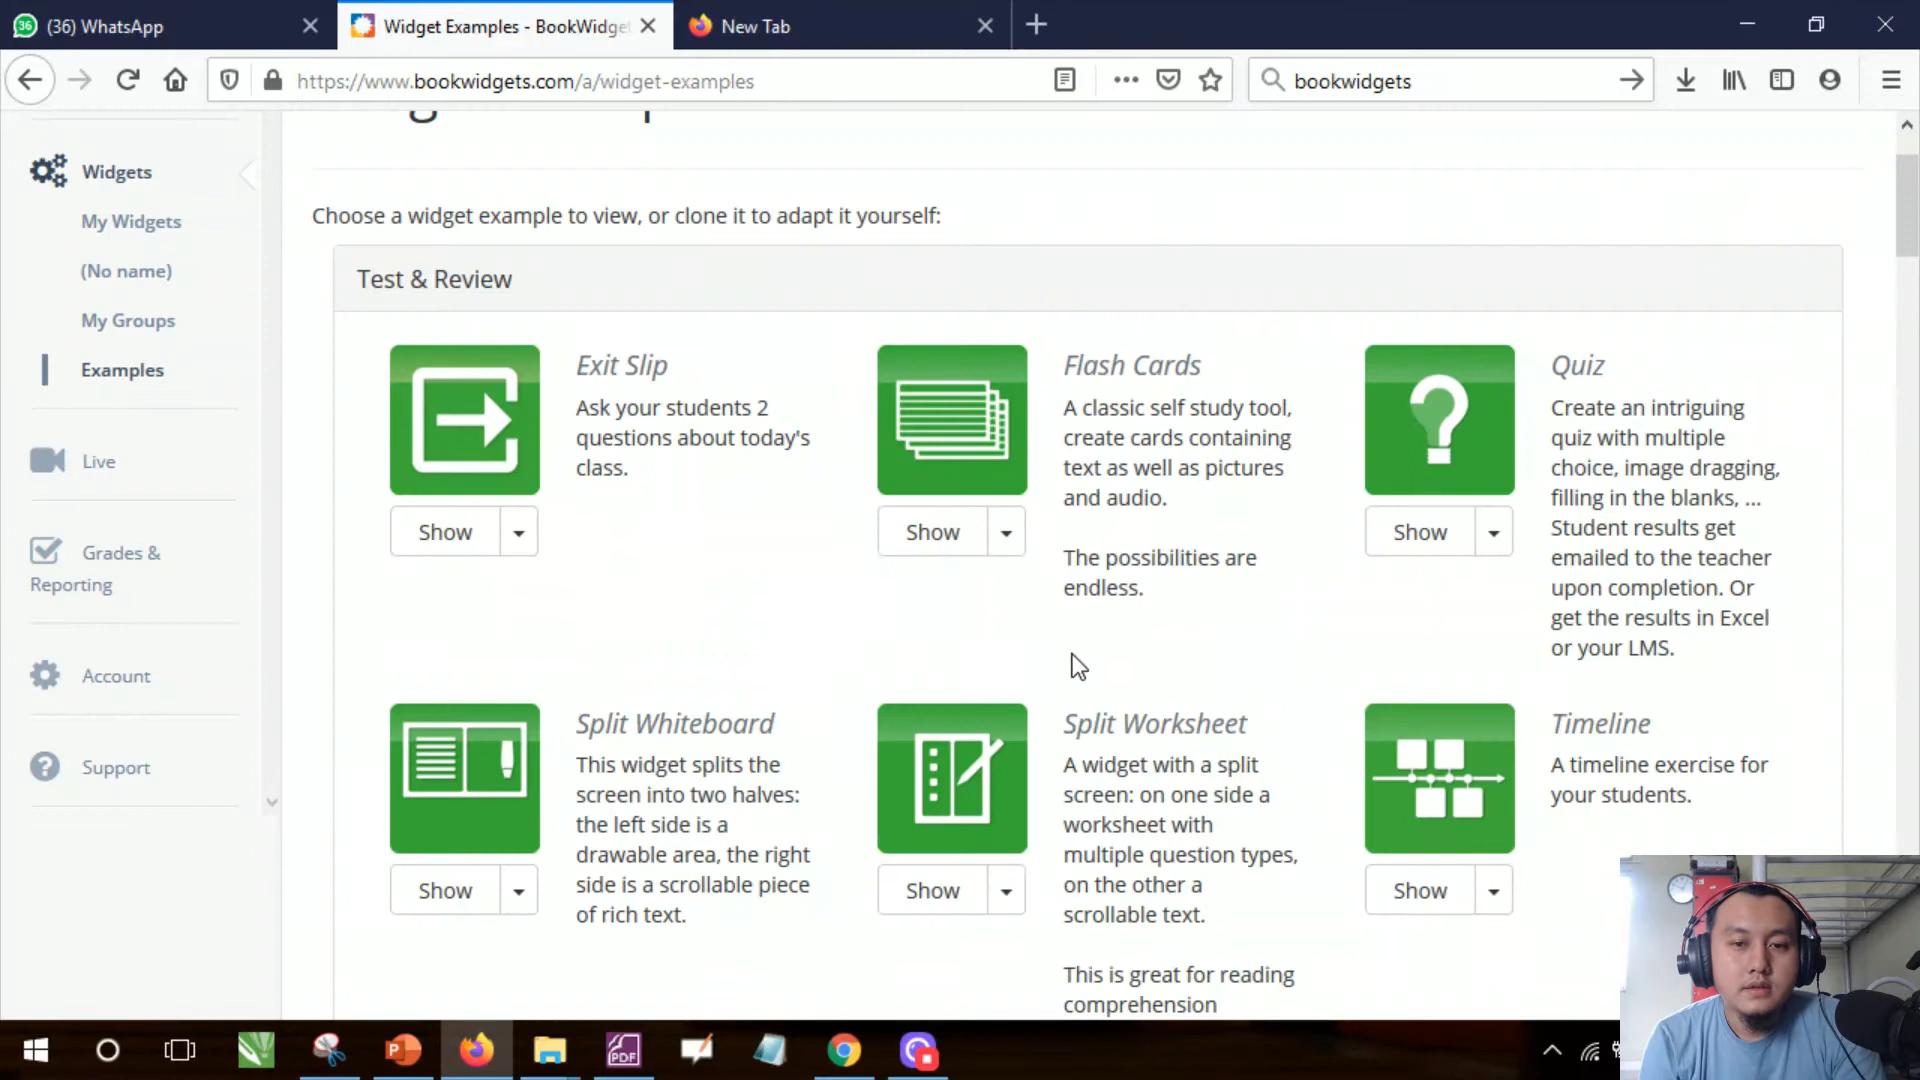 (36) WhatsApp
Widget Examples - BookWidge
New Tab
https://www.bookwidgets.com/a/widget-examples
bookwidgets
Widgets
My Widgets
(No name)
My Groups
Examples
Live
Grades &
Reporting
Account
Support
Choose a widget example to view, or clone it to adapt it yourself:
Test & Review
Exit Slip
Ask your students 2
questions about today's
class.
Show
Flash Cards
A classic self study tool,
create cards containing
text as well as pictures
and audio.
The possibilities are
endless.
Show
Quiz
Create an intriguing
quiz with multiple
choice, image dragging,
filling in the blanks, ...
Student results get
emailed to the teacher
upon completion. Or
get the results in Excel
or your LMS.
Show
Split Whiteboard
This widget splits the
screen into two halves:
the left side is a
drawable area, the right
side is a scrollable piece
of rich text.
Show
Split Worksheet
A widget with a split
screen: on one side a
worksheet with
multiple question types,
on the other a
scrollable text.
This is great for reading
comprehension
Show
Timeline
A timeline exercise for
your students.
Show
PDF